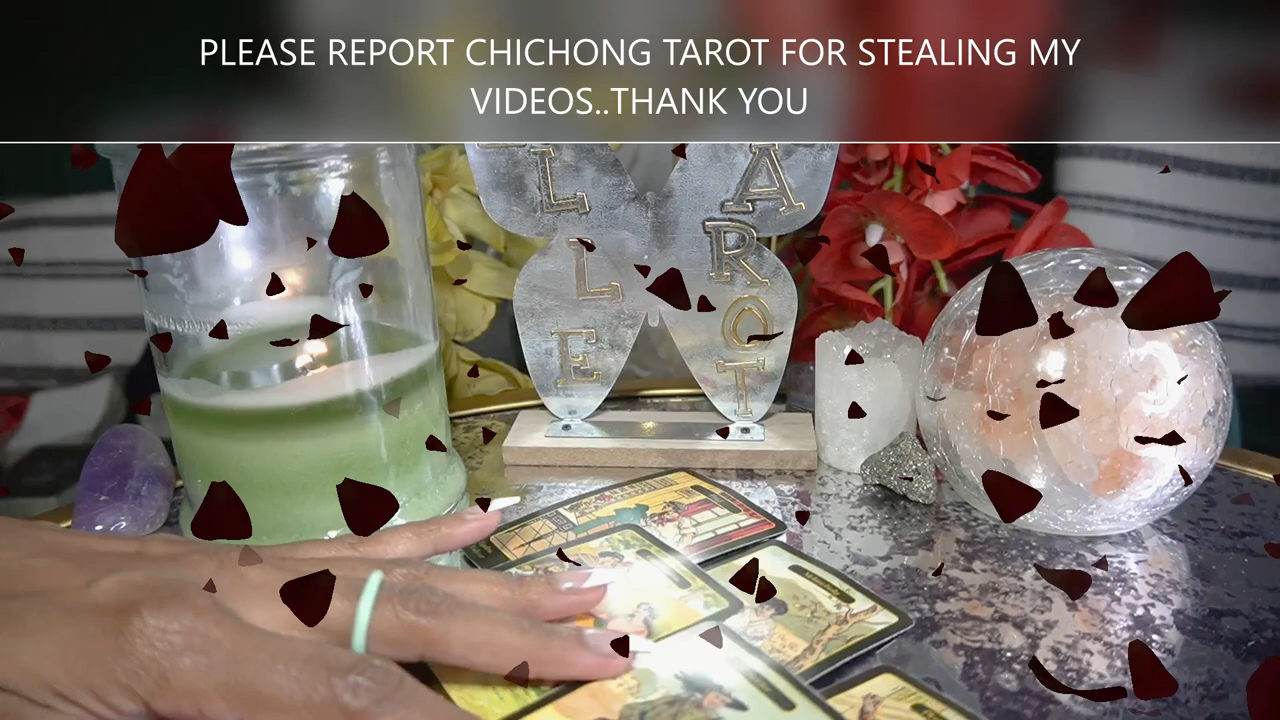 PLEASE REPORT CHICHONG TAROT FOR STEALING MY
VIDEOS..THANK YOU
L
L
E
A
R
O
T